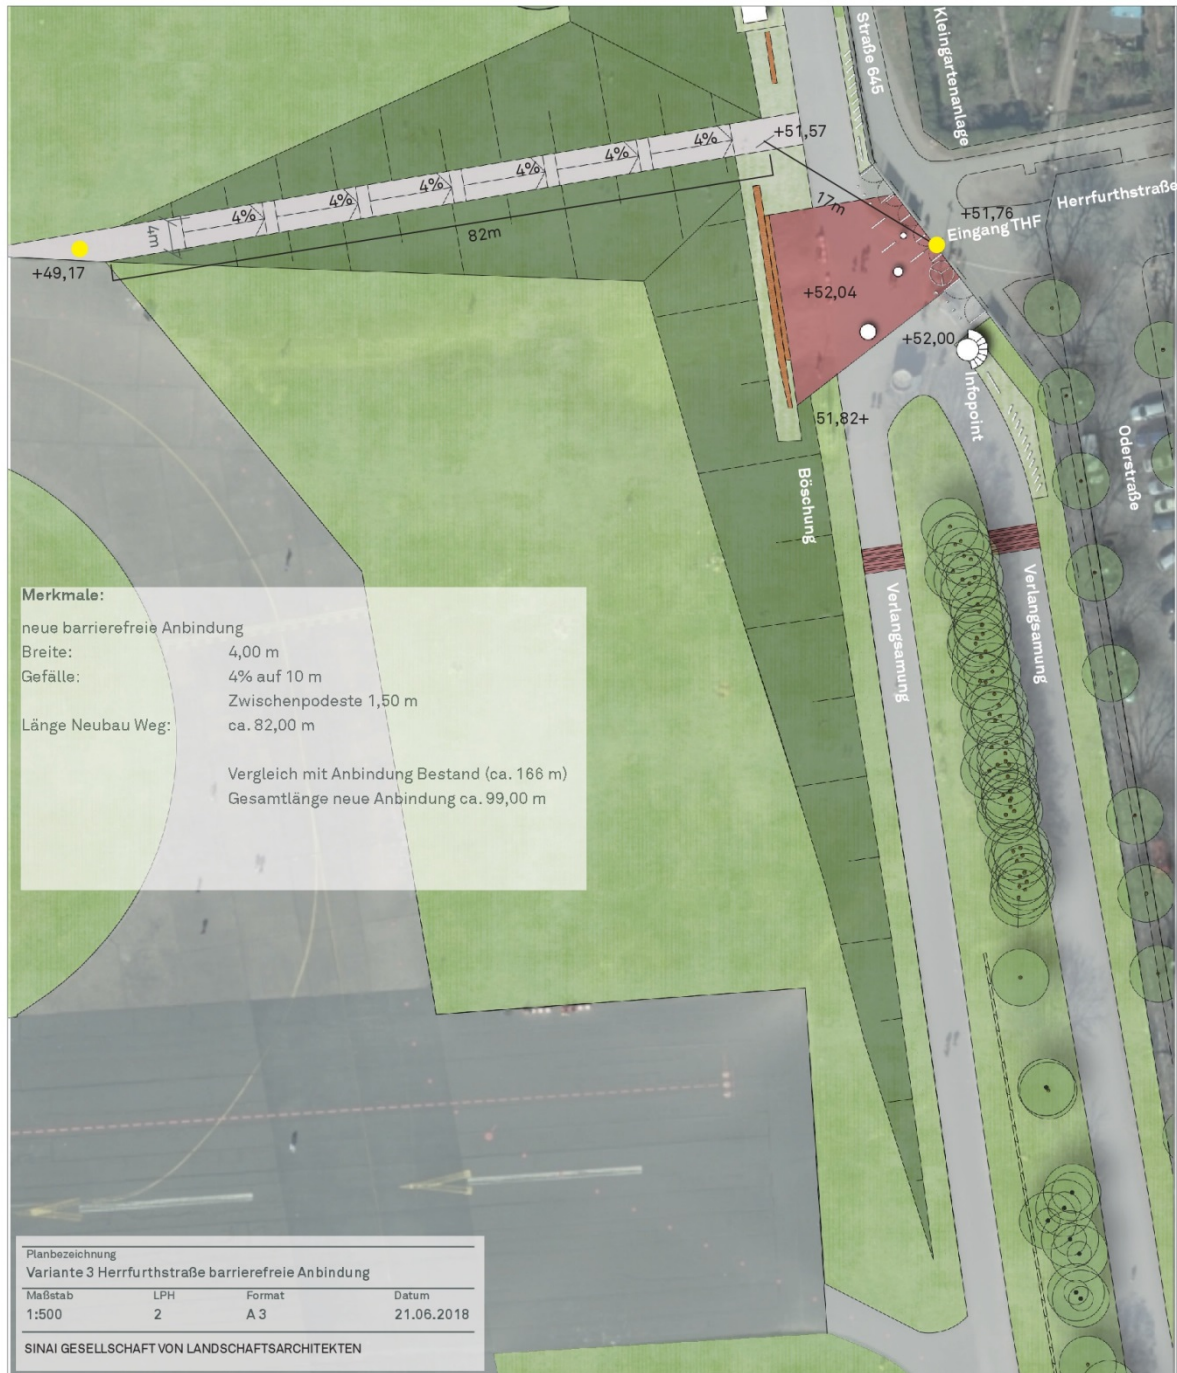 Straße 645
Kleingartenanlage
Herrfurthstraße
+51,57
4%
4%
4%
4%
4%
4%
4m
82m
17m
+51,76
Eingang THF
+49,17
+52,04
+52,00
Infopoint
51,82+
Böschung
Oderstraße
Verlangsamung
Verlangsamung
Merkmale:
neue barrierefreie Anbindung
Breite: 4,00 m
Gefälle: 4% auf 10 m
Zwischenpodeste 1,50 m
Länge Neubau Weg: ca. 82,00 m
Vergleich mit Anbindung Bestand (ca. 166 m)
Gesamtlänge neue Anbindung ca. 99,00 m
Planbezeichnung
Variante 3 Herrfurthstraße barrierefreie Anbindung
Maßstab LPH Format Datum
1:500 2 A 3 21.06.2018
SINAI GESELLSCHAFT VON LANDSCHAFTSARCHITEKTEN